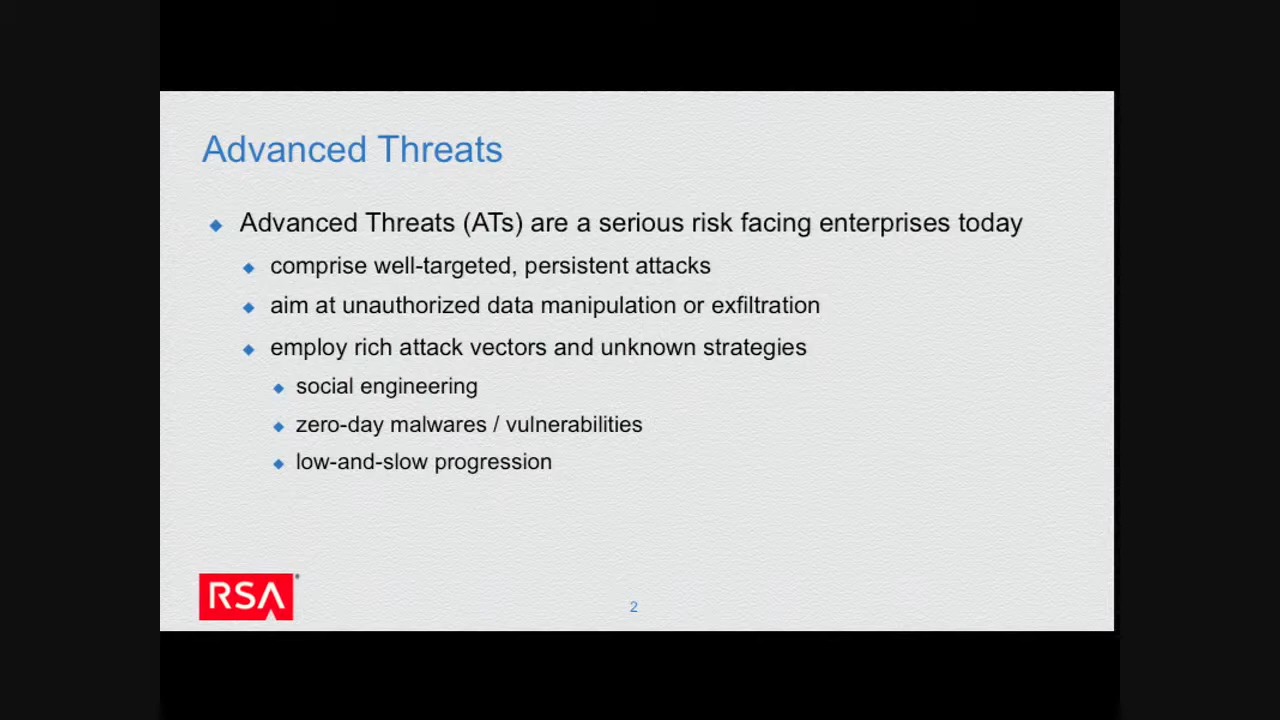 Advanced Threats
Advanced Threats (ATs) are a serious risk facing enterprises today
comprise well-targeted, persistent attacks
aim at unauthorized data manipulation or exfiltration
employ rich attack vectors and unknown strategies
social engineering
zero-day malwares / vulnerabilities
low-and-slow progression
RSA
2